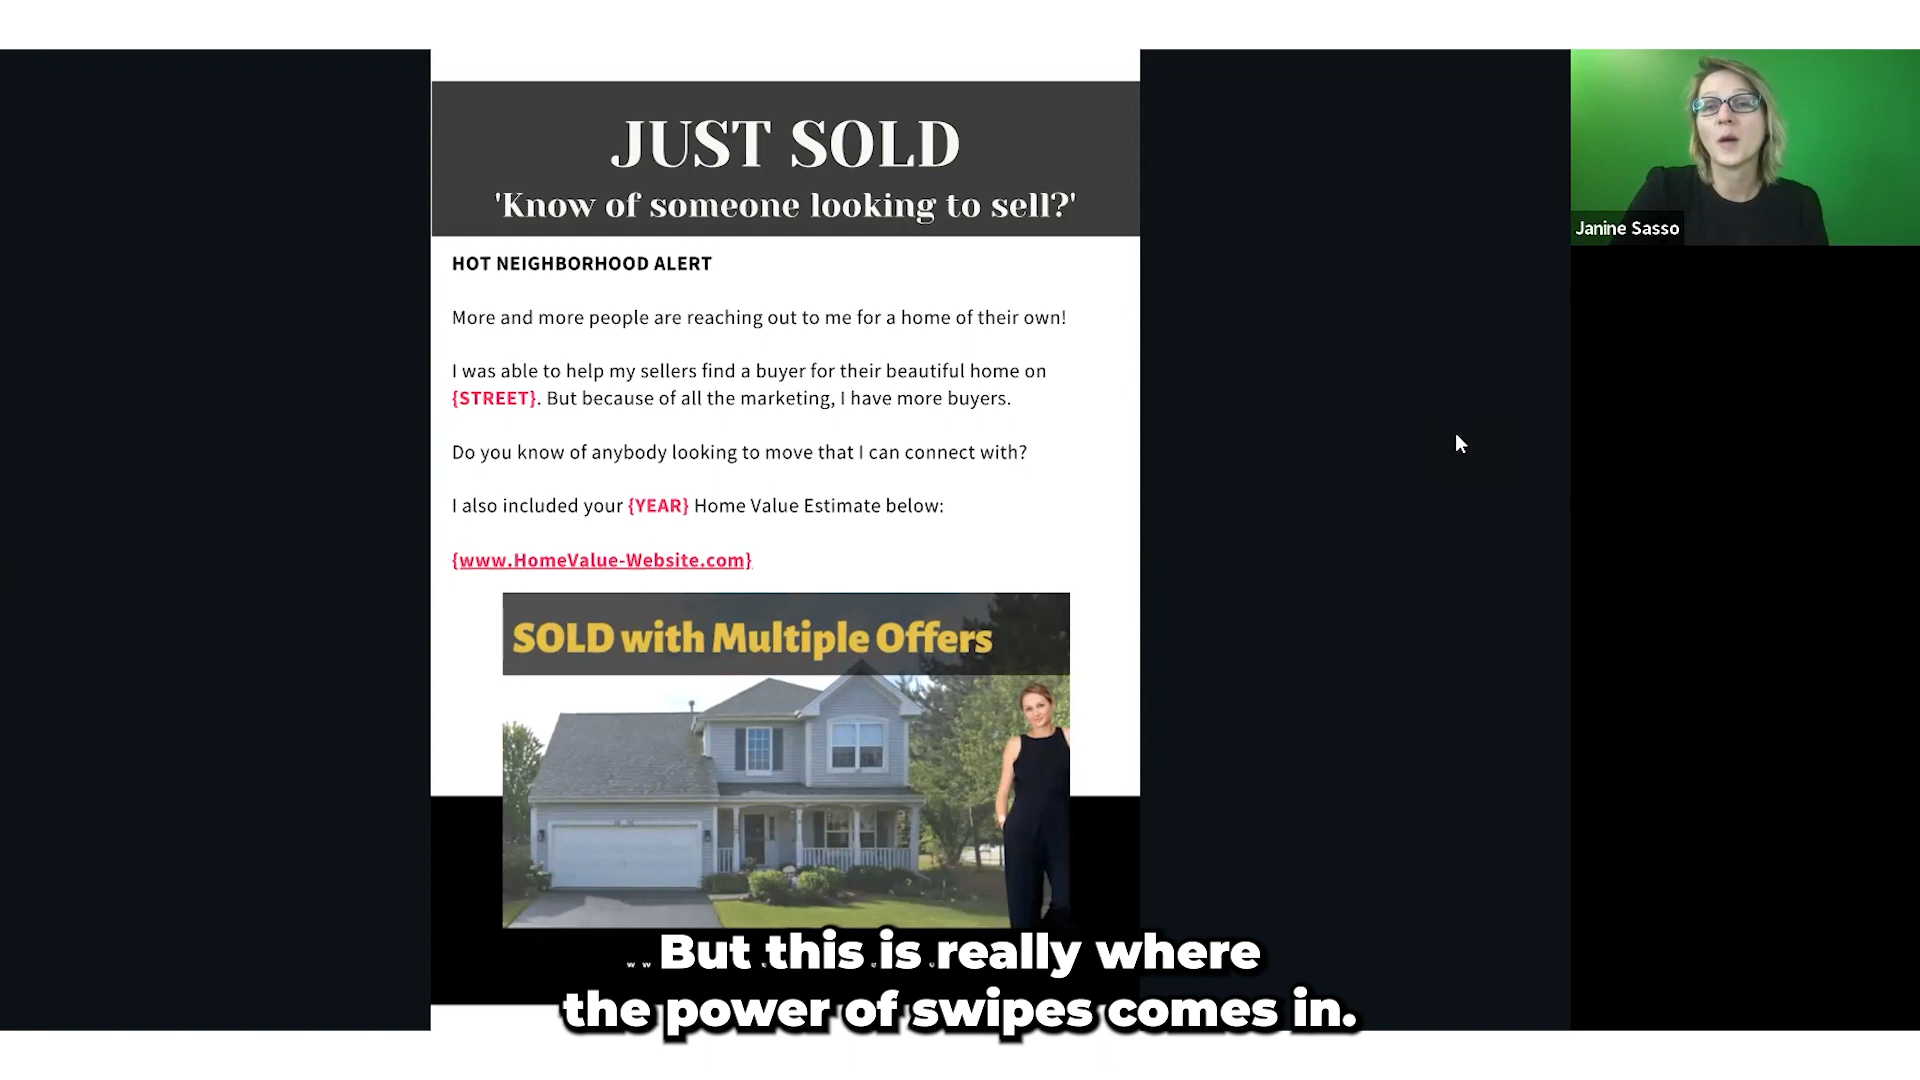 JUST SOLD
'Know of someone looking to sell?'
HOT NEIGHBORHOOD ALERT
More and more people are reaching out to me for a home of their own!
I was able to help my sellers find a buyer for their beautiful home on
{STREET}. But because of all the marketing, I have more buyers.
Do you know of anybody looking to move that I can connect with?
I also included your {YEAR} Home Value Estimate below:
{www.HomeValue-Website.com}
SOLD with Multiple Offers
Janine Sasso
But this is really where
the power of swipes comes in.